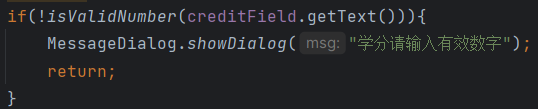 if(!isValidNumber(creditField.getText())){
MessageDialog.showDialog( msg: "学分请输入有效数字");
return;
}